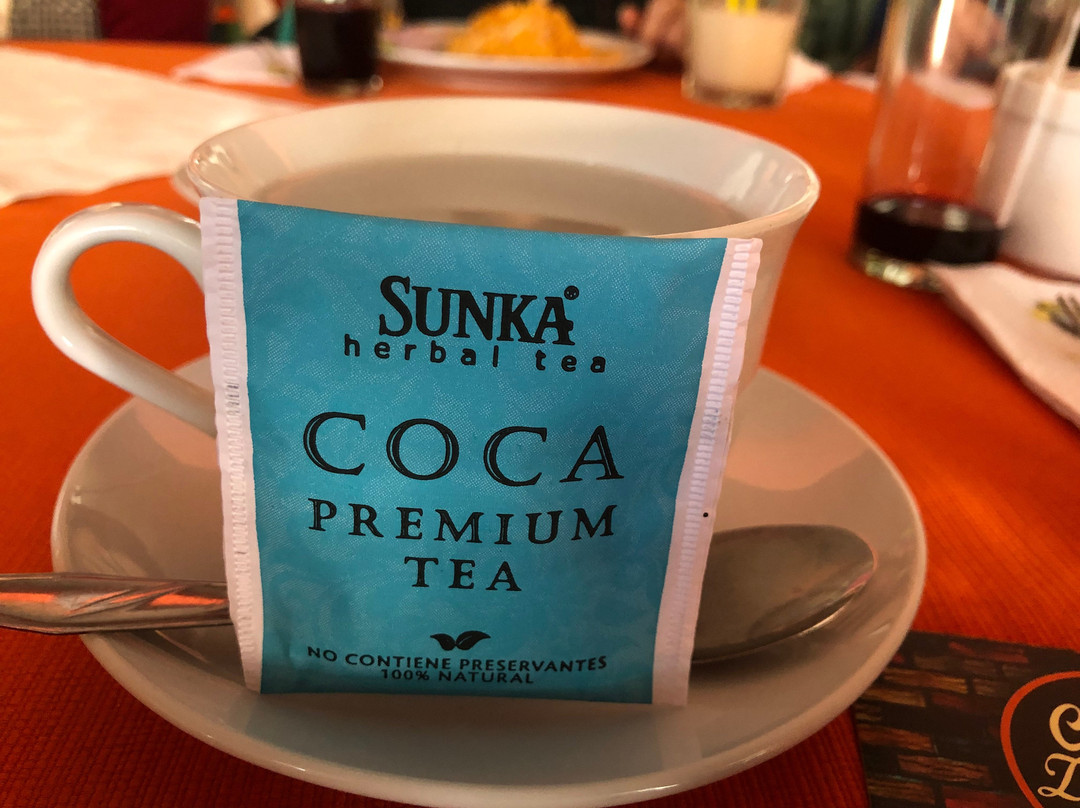 SUNKA
herbal tea
COCA
PREMIUM
TEA
NO CONTIENE PRESERVANTES
100% NATURAL